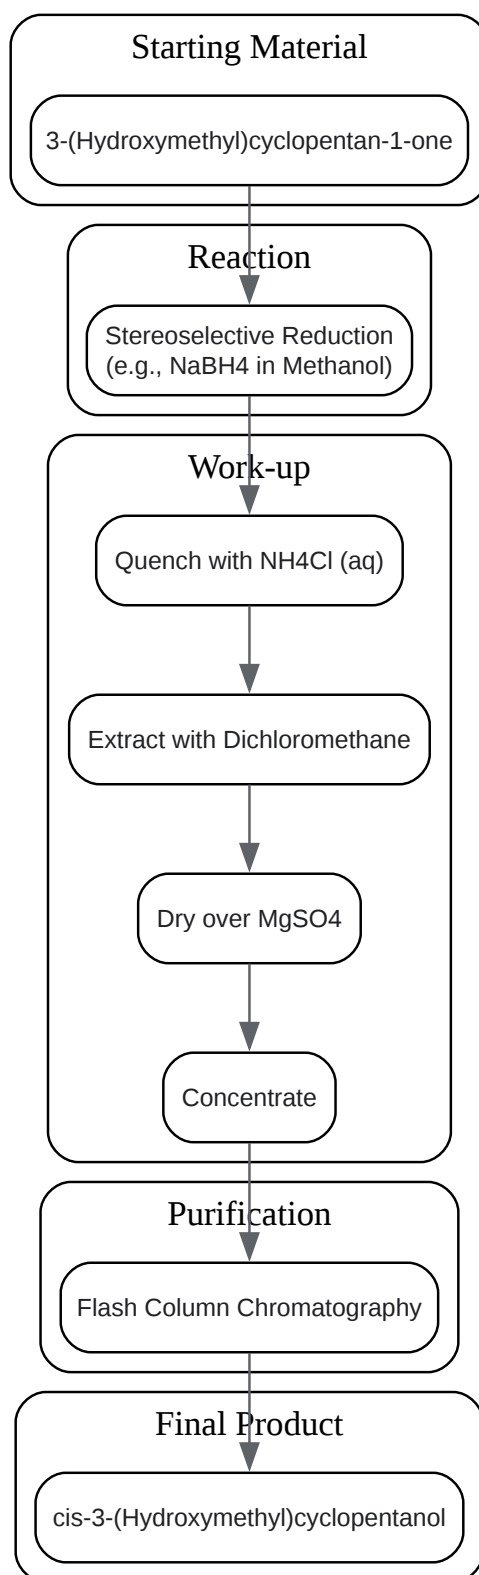 Starting Material
3-(Hydroxymethyl)cyclopentan-1-one
Reaction
Stereoselective Reduction
(e.g., NaBH4 in Methanol)
Work-up
Quench with NH4Cl (aq)
Extract with Dichloromethane
Dry over MgSO4
Concentrate
Purification
Flash Column Chromatography
Final Product
cis-3-(Hydroxymethyl)cyclopentanol